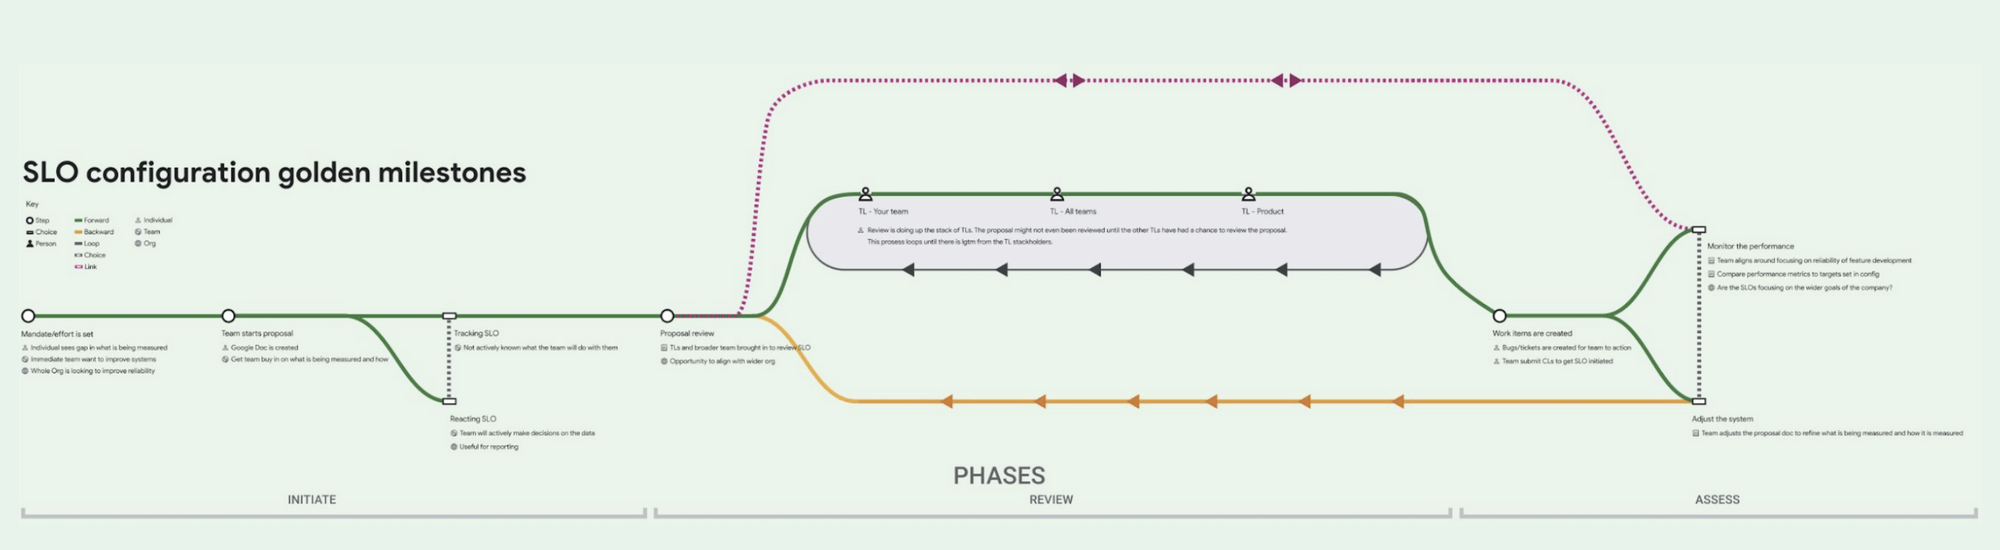 SLO configuration golden milestones
Key
Step
Forward
Individual
Choice
Backward
Team
Person
Loop
Org
Choice
Link
Mandate/effort is set
Individual sees gap in what is being measured
Immediate team want to improve systems
Whole Org is looking to improve reliability
Team starts proposal
Google Doc is created
Get team buy in on what is being measured and how
Tracking SLO
Not actively known what the team will do with them
Reacting SLO
Team will actively make decisions on the data
Useful for reporting
Proposal review
TLs and broader team brought in to review SLO
Opportunity to align with wider org
TL - Your team
TL - All teams
TL - Product
Review is doing up the stack of TLs. The proposal might not even been reviewed until the other TLs have had a chance to review the proposal.
This prosess loops until there is lgtm from the TL stackholders.
Work items are created
Bugs/tickets are created for team to action
Team submit CLs to get SLO initiated
Monitor the performance
Team aligns around focusing on reliability of feature development
Compare performance metrics to targets set in config
Are the SLOs focusing on the wider goals of the company?
Adjust the system
Team adjusts the proposal doc to refine what is being measured and how it is measured
PHASES
INITIATE
REVIEW
ASSESS